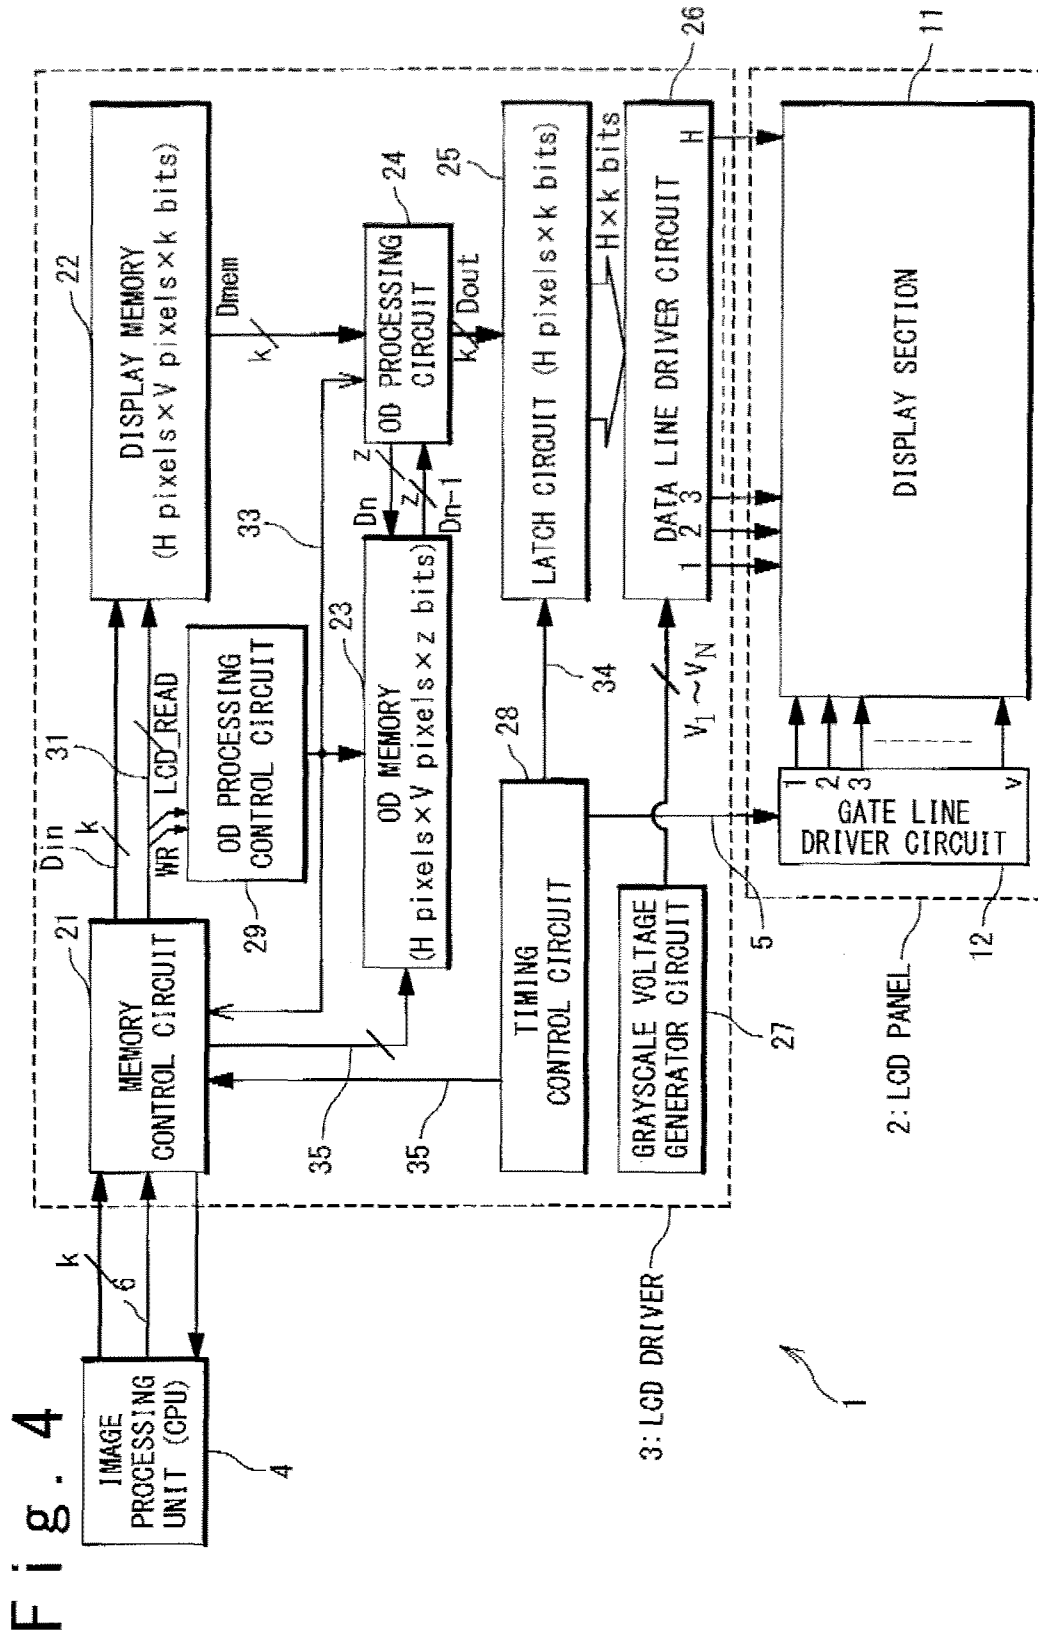 Fig. 4
IMAGE
PROCESSING
UNIT (CPU)
4
k
6
21
MEMORY
CONTROL CIRCUIT
Din
k
31
WR
LCD_READ
22
DISPLAY MEMORY
(H pixels×V pixels×k bits)
Dmem
k
OD PROCESSING
CONTROL CIRCUIT
29
33
35
35
23
OD MEMORY
(H pixels×V pixels×z bits)
Dn
z
z
Dn-1
24
OD PROCESSING
CIRCUIT
k
Dout
25
LATCH CIRCUIT (H pixels×k bits)
H×k bits
28
TIMING
CONTROL CIRCUIT
34
26
DATA LINE DRIVER CIRCUIT
1
2
3
H
GRAYSCALE VOLTAGE
GENERATOR CIRCUIT
27
V1~VN
5
3:LCD DRIVER
1
2
3
V
GATE LINE
DRIVER CIRCUIT
12
DISPLAY SECTION
11
2:LCD PANEL
1